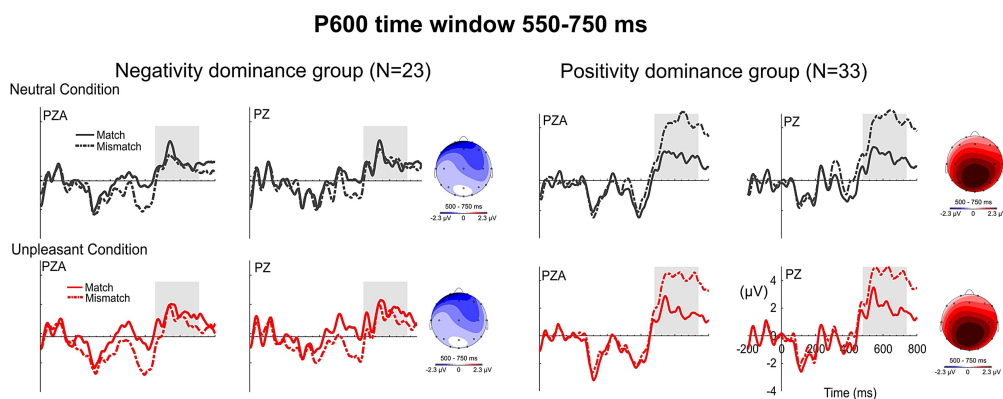 P600 time window 550-750 ms
Negativity dominance group (N=23)
Positivity dominance group (N=33)
Neutral Condition
PZA
Match
Mismatch
PZ
500 - 750 ms
-2.3 µV 0 2.3 µV
PZA
PZ
500 - 750 ms
-2.3 µV 0 2.3 µV
Unpleasant Condition
PZA
Match
Mismatch
PZ
500 - 750 ms
-2.3 µV 0 2.3 µV
PZA
(µV)
PZ
4
2
0
-2
-4
-200 0 200 400 600 800
Time (ms)
500 - 750 ms
-2.3 µV 0 2.3 µV